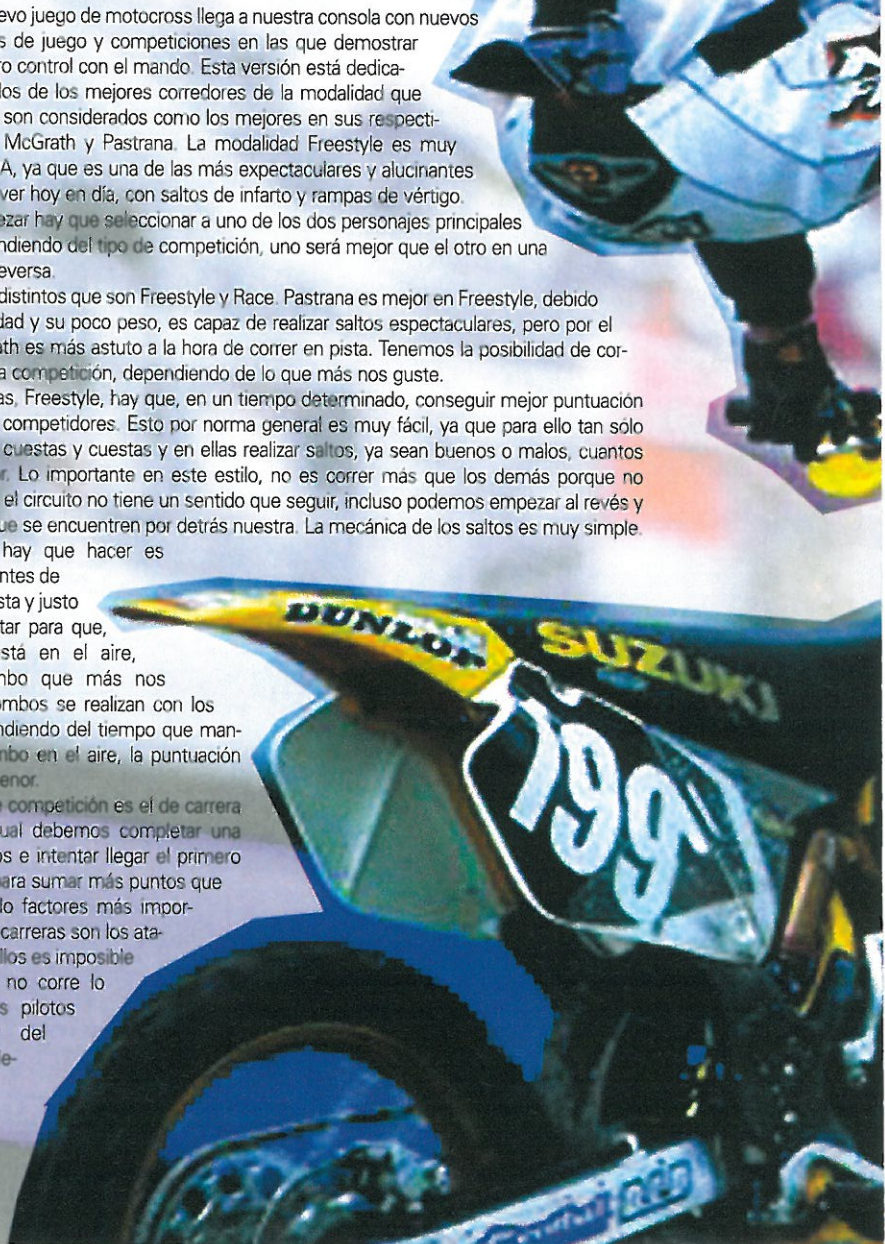 evo juego de motocross llega a nuestra consola con nuevos
s de juego y competiciones en las que demostrar
ro control con el mando. Esta versión está dedica-
los de los mejores corredores de la modalidad que
son considerados como los mejores en sus respecti-
McGrath y Pastrana. La modalidad Freestyle es muy
A, ya que es una de las más expectaculares y alucinantes
ver hoy en día, con saltos de infarto y rampas de vértigo.
ezar hay que seleccionar a uno de los dos personajes principales
ndiendo del tipo de competición, uno será mejor que el otro en una
eversa.
distintos que son Freestyle y Race. Pastrana es mejor en Freestyle, debido
dad y su poco peso, es capaz de realizar saltos espectaculares, pero por el
ath es más astuto a la hora de correr en pista. Tenemos la posibilidad de cor-
a competición, dependiendo de lo que más nos guste.
as, Freestyle, hay que, en un tiempo determinado, conseguir mejor puntuación
competidores. Esto por norma general es muy fácil, ya que para ello tan sólo
cuestas y cuestas y en ellas realizar saltos, ya sean buenos o malos, cuantos
r. Lo importante en este estilo, no es correr más que los demás porque no
el circuito no tiene un sentido que seguir, incluso podemos empezar al revés y
ue se encuentren por detrás nuestra. La mecánica de los saltos es muy simple.
hay que hacer es
ntes de
sta y justo
tar para que,
stá en el aire,
mbo que más nos
ombos se realizan con los
ndiendo del tiempo que man-
mbo en el aire, la puntuación
enor.
e competición es el de carrera
ual debemos completar una
os e intentar llegar el primero
para sumar más puntos que
lo factores más impor-
carreras son los ata-
llos es imposible
no corre lo
s pilotos
del
le-
DUNLOP
SUZUKI
199